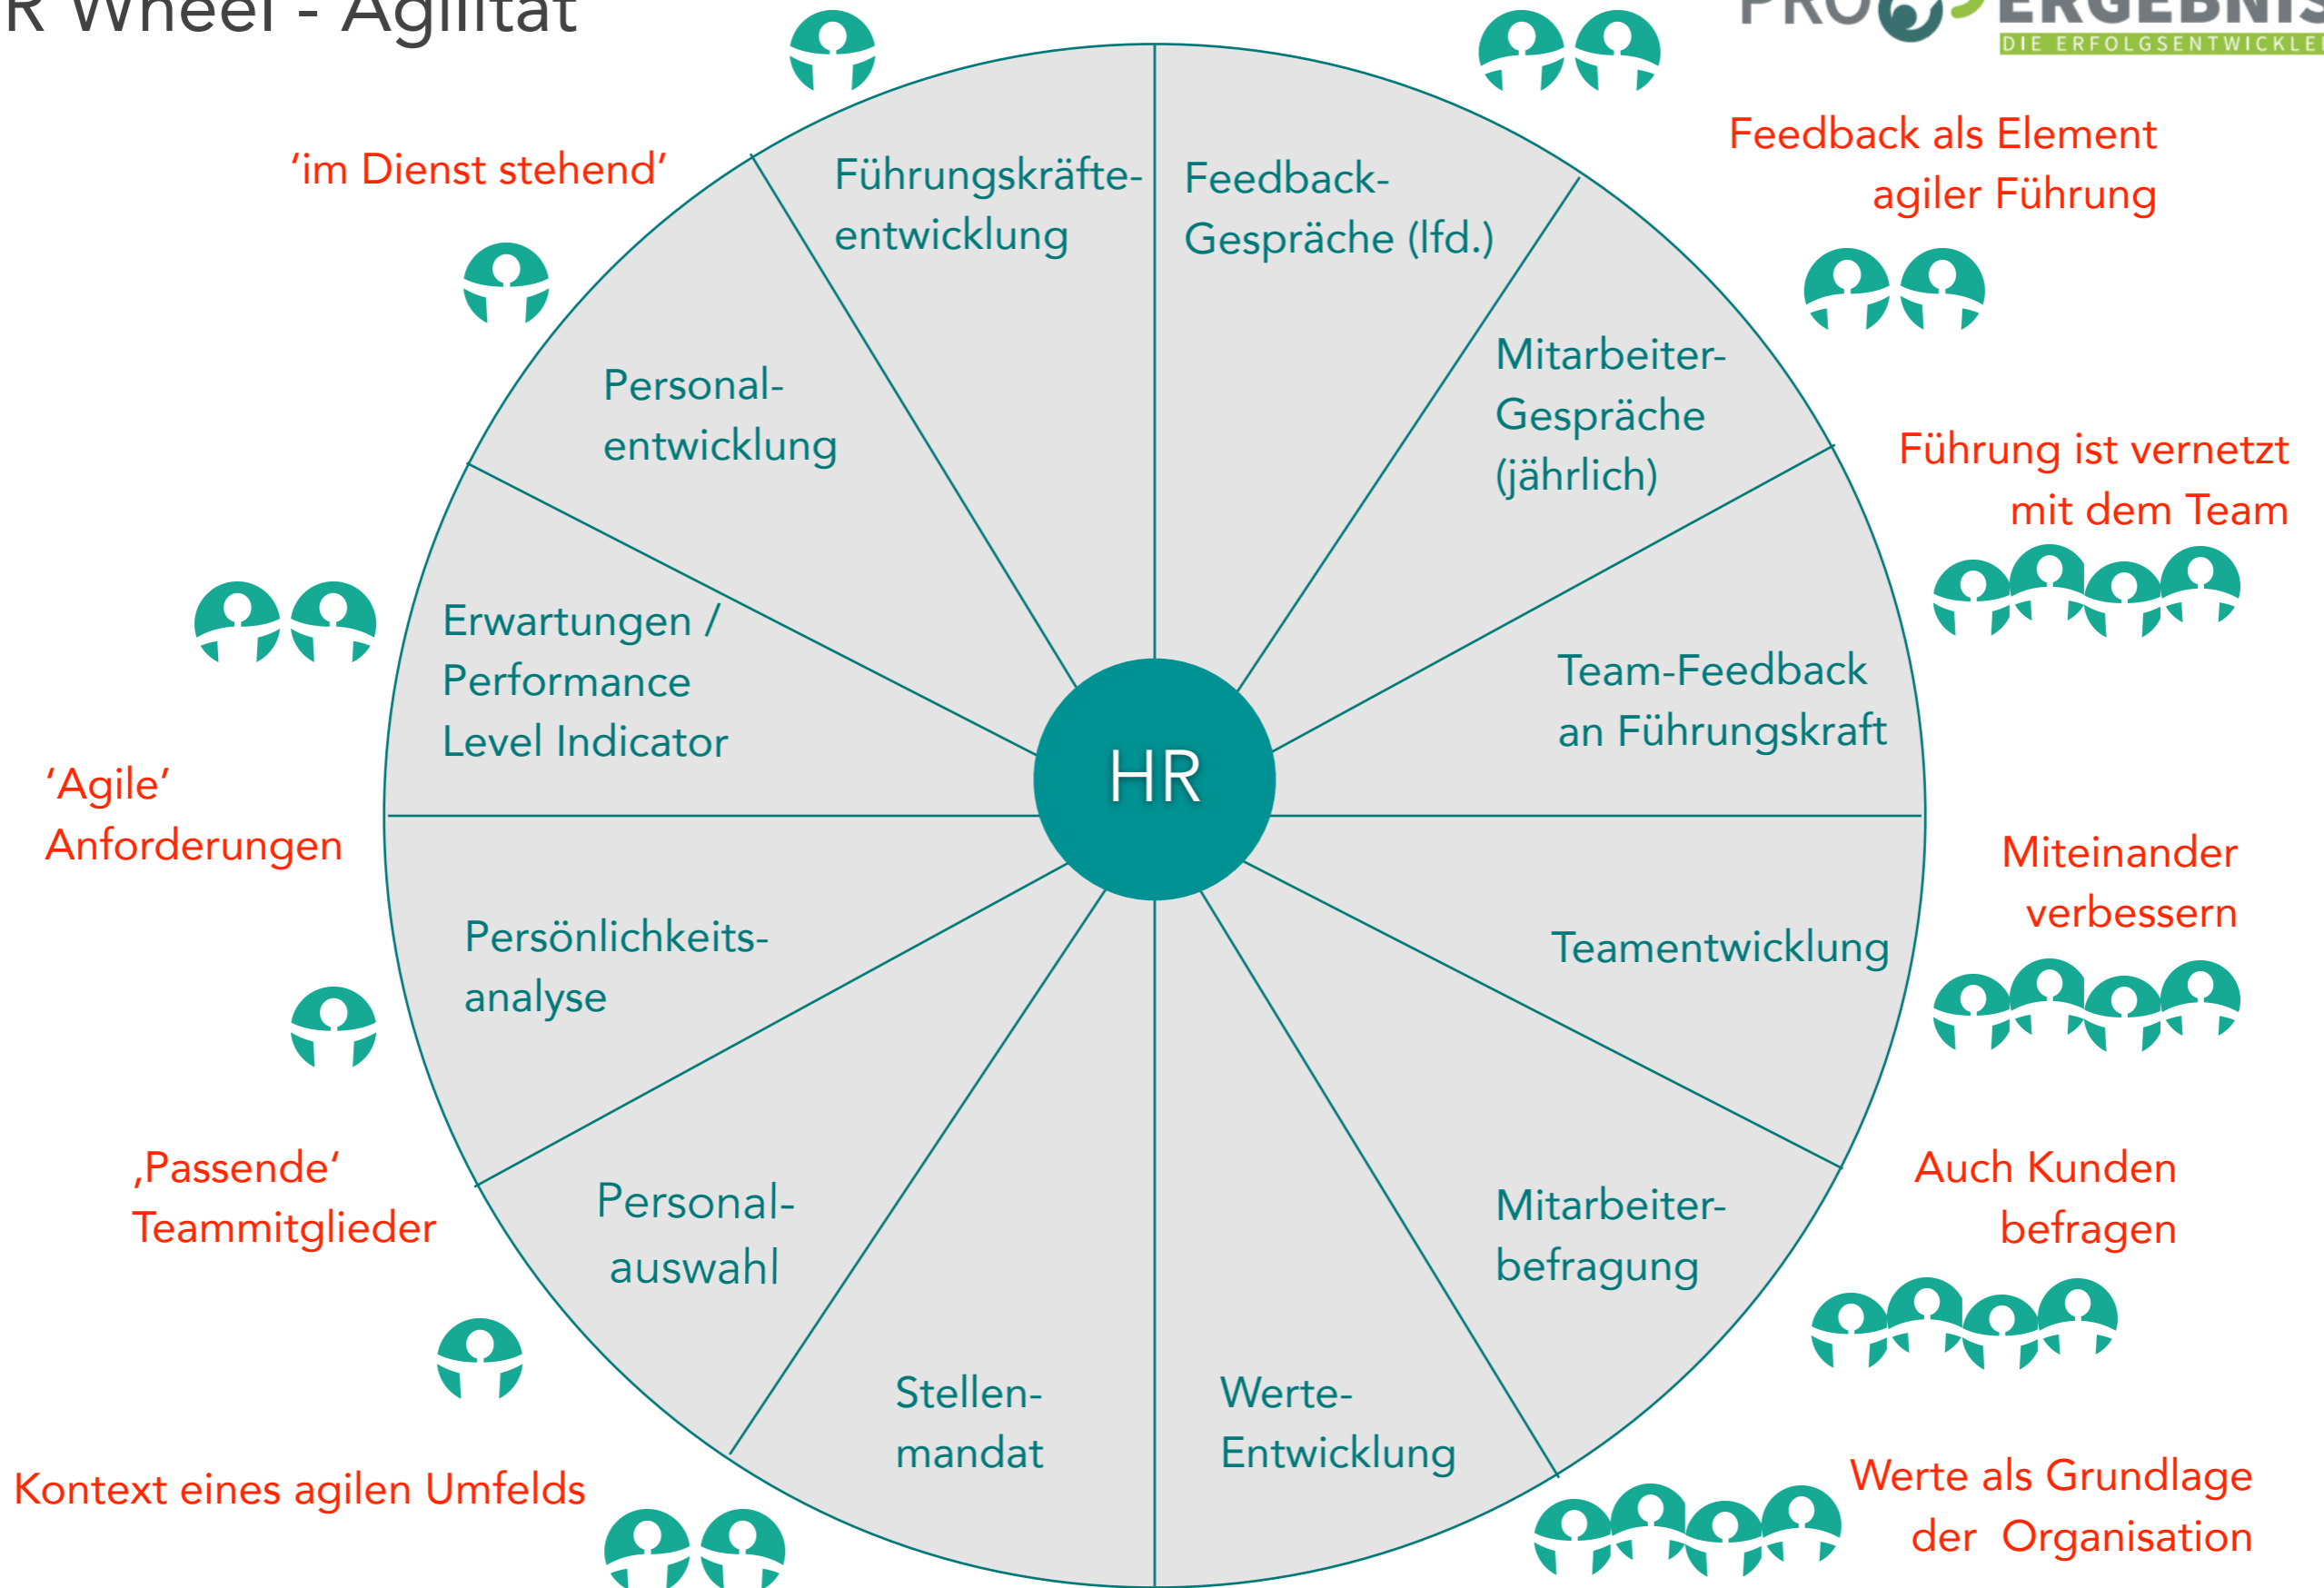 R Wheel - Agilität
PRO ERGEBNIS
DIE ERFOLGSENTWICKLER
'im Dienst stehend'
Führungskräfte-
entwicklung
Feedback-
Gespräche (lfd.)
Feedback als Element
agiler Führung
Personal-
entwicklung
Mitarbeiter-
Gespräche
(jährlich)
Führung ist vernetzt
mit dem Team
Erwartungen /
Performance
Level Indicator
Team-Feedback
an Führungskraft
HR
'Agile'
Anforderungen
Miteinander
verbessern
Persönlichkeits-
analyse
Teamentwicklung
‚Passende‘
Teammitglieder
Personal-
auswahl
Mitarbeiter-
befragung
Auch Kunden
befragen
Stellen-
mandat
Werte-
Entwicklung
Kontext eines agilen Umfelds
Werte als Grundlage
der Organisation